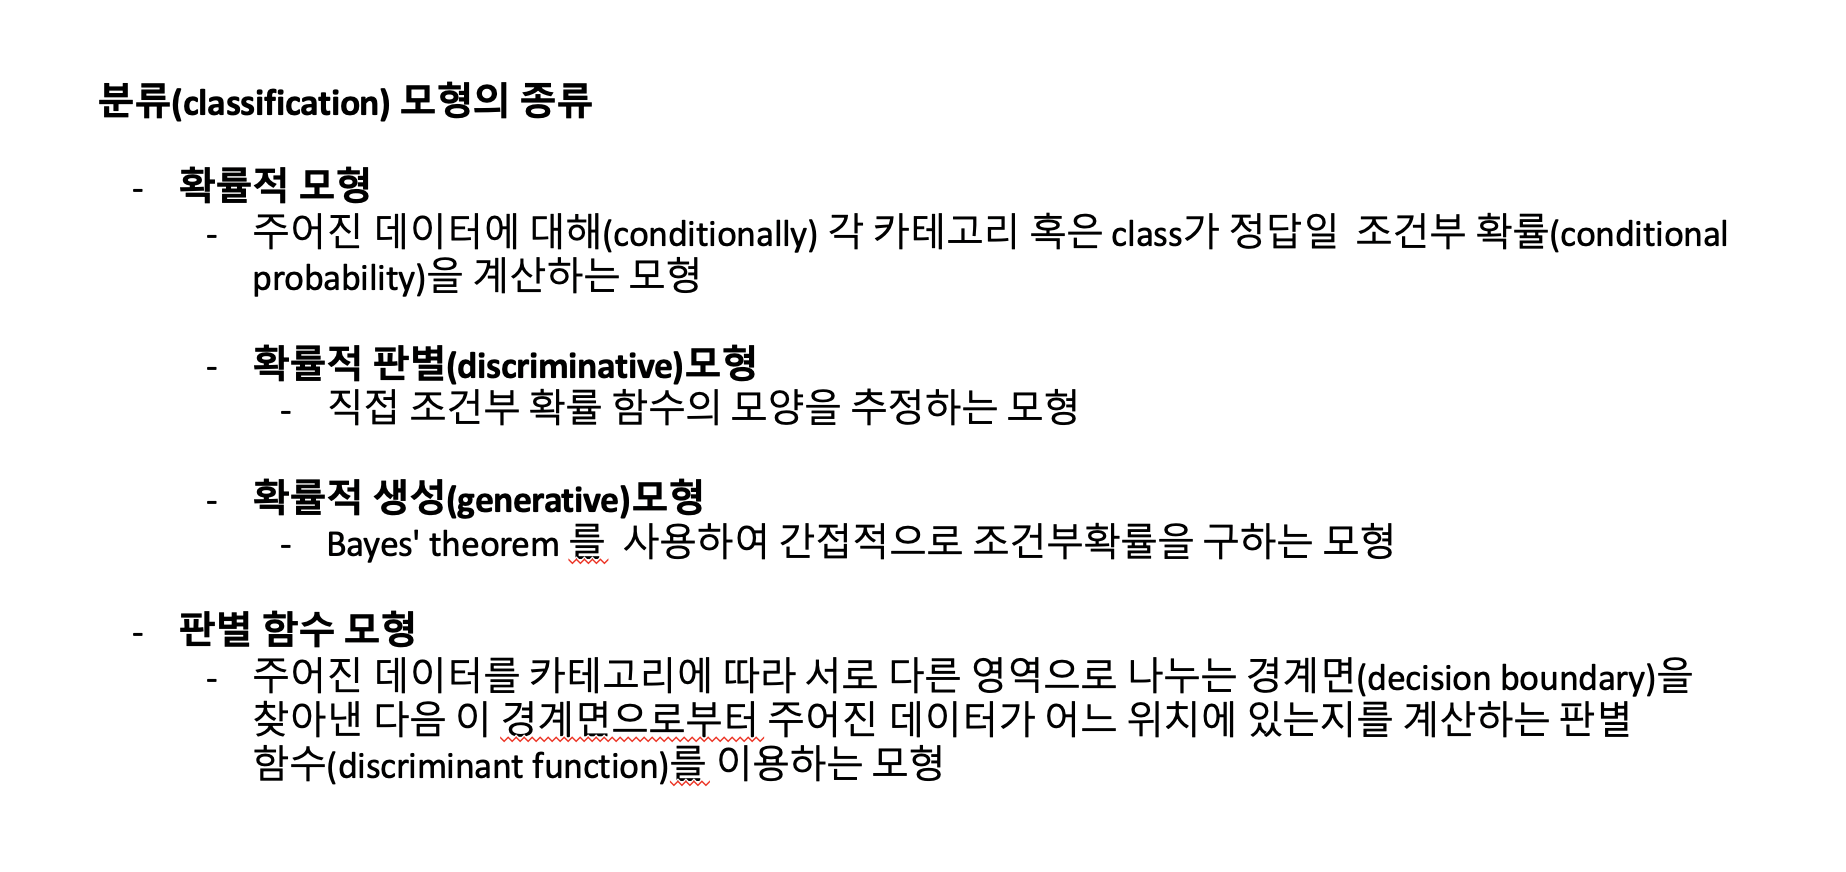 분류(classification) 모형의 종류
- 확률적 모형
- 주어진 데이터에 대해(conditionally) 각 카테고리 혹은 class가 정답일 조건부 확률(conditional
probability)을 계산하는 모형
- 확률적 판별(discriminative)모형
- 직접 조건부 확률 함수의 모양을 추정하는 모형
- 확률적 생성(generative)모형
- Bayes' theorem 를 사용하여 간접적으로 조건부확률을 구하는 모형
- 판별 함수 모형
- 주어진 데이터를 카테고리에 따라 서로 다른 영역으로 나누는 경계면(decision boundary)을
찾아낸 다음 이 경계면으로부터 주어진 데이터가 어느 위치에 있는지를 계산하는 판별
함수(discriminant function)를 이용하는 모형